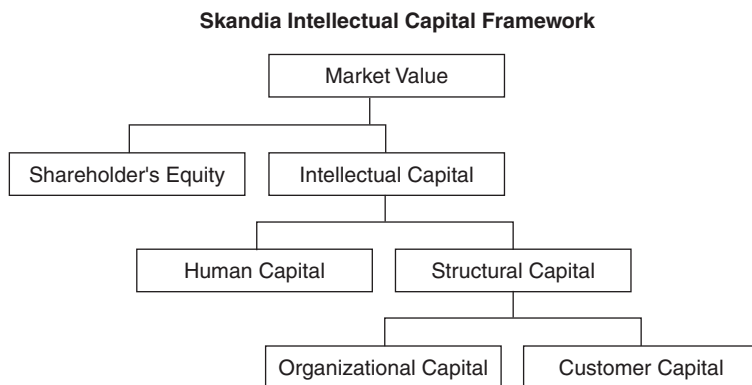 Skandia Intellectual Capital Framework
Market Value
Shareholder's Equity
Intellectual Capital
Human Capital
Structural Capital
Organizational Capital
Customer Capital